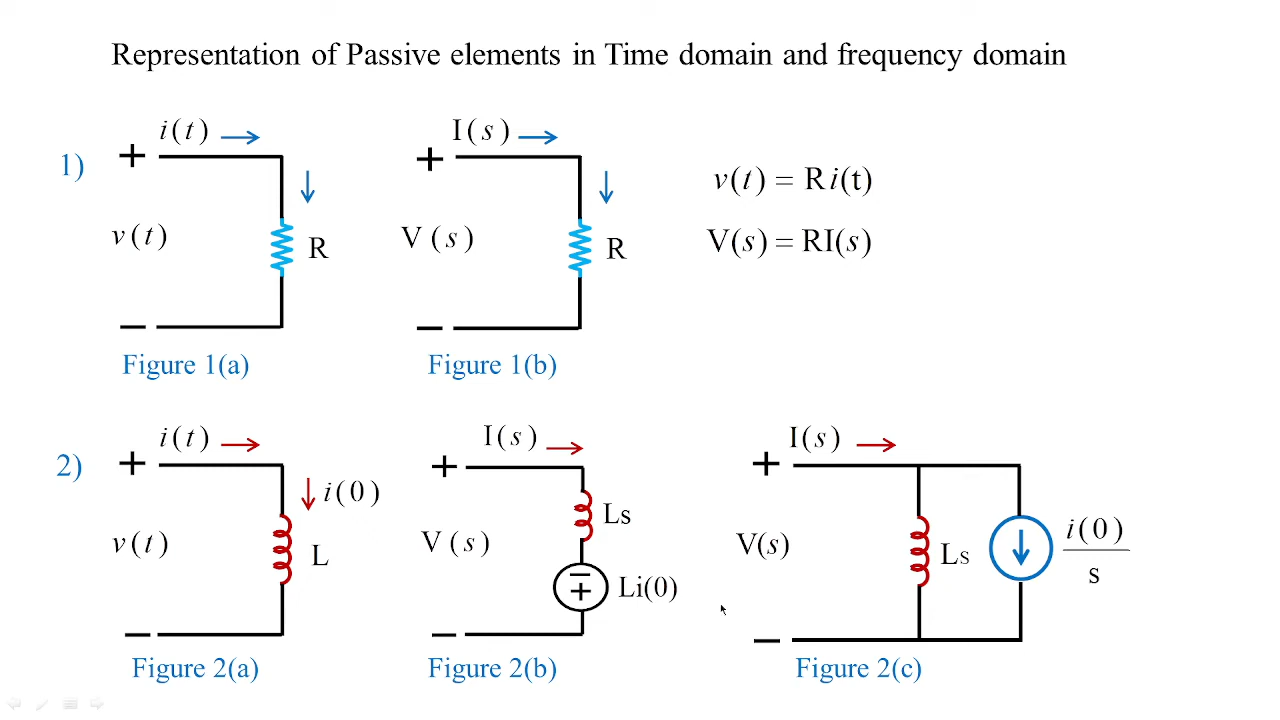 Representation of Passive elements in Time domain and frequency domain
1)
i(t)
+
v(t)
R
−
Figure 1(a)
I(s)
+
V(s)
R
−
Figure 1(b)
v(t) = Ri(t)
V(s) = RI(s)
2)
i(t)
+
i(0)
v(t)
L
−
Figure 2(a)
I(s)
+
V(s)
Ls
−
+
Li(0)
−
Figure 2(b)
I(s)
+
V(s)
Ls
i(0)
s
−
Figure 2(c)